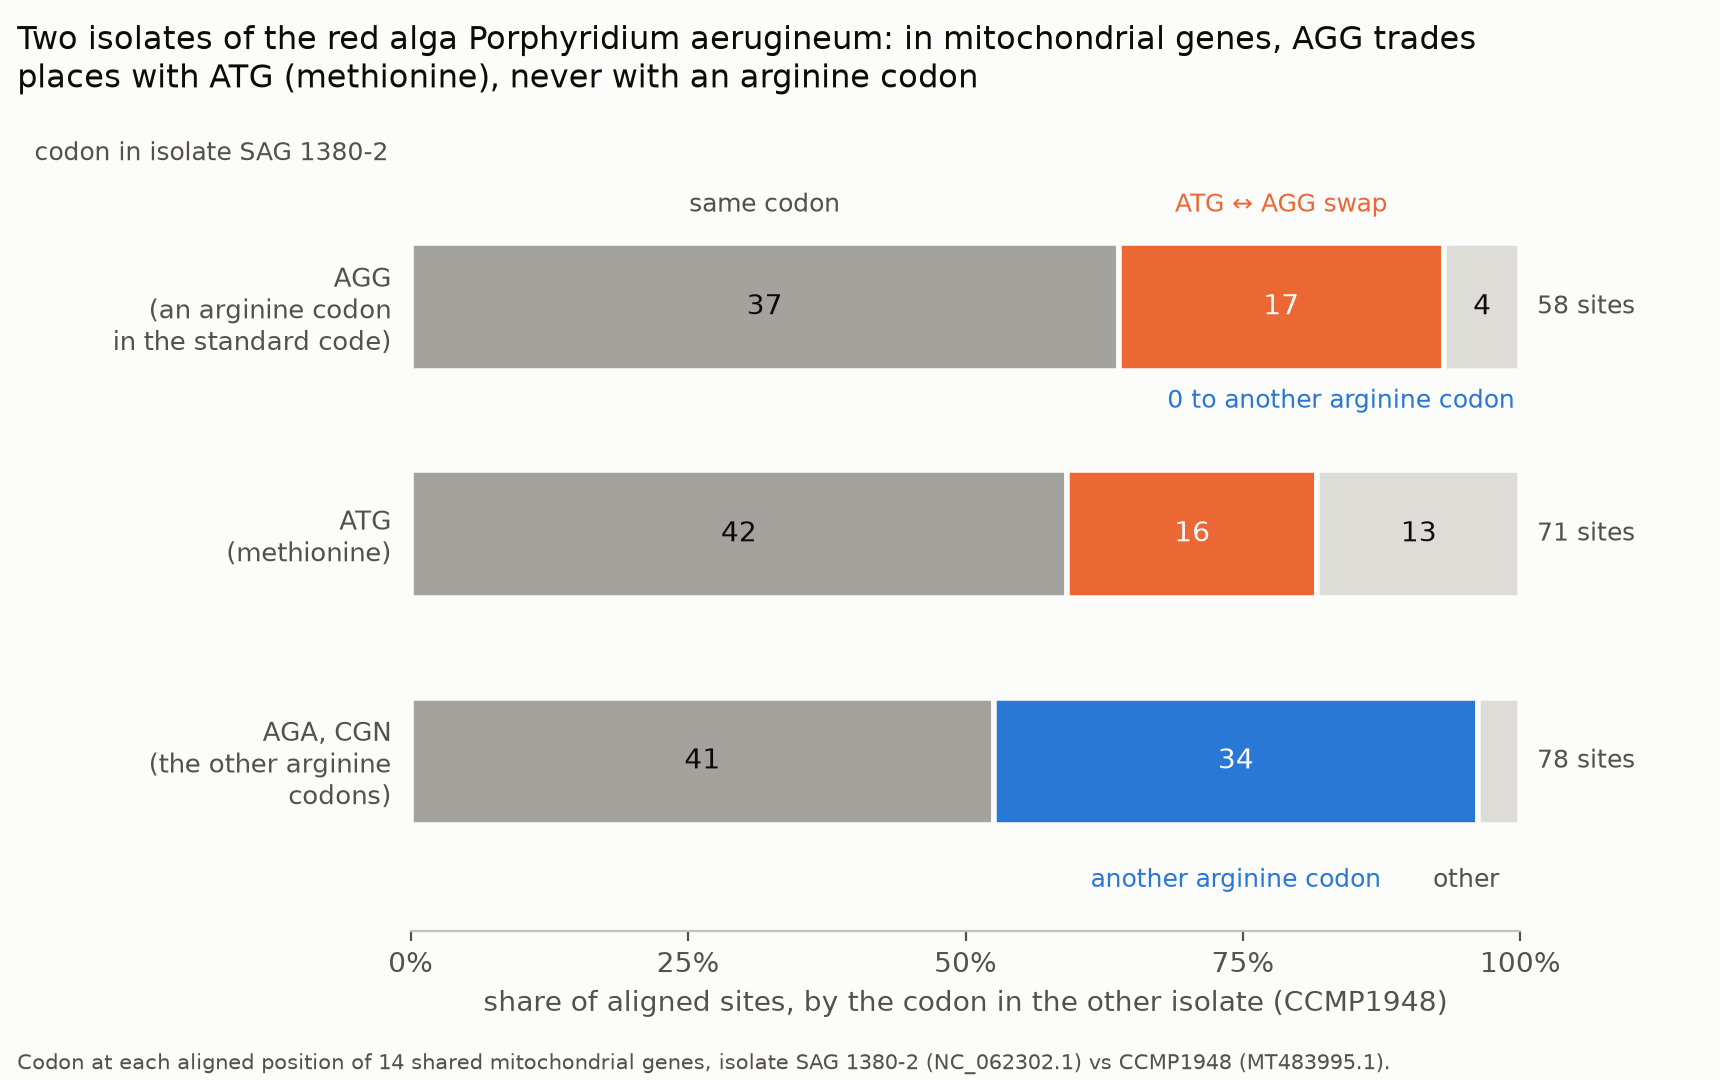 Two isolates of the red alga Porphyridium aerugineum: in mitochondrial genes, AGG trades
places with ATG (methionine), never with an arginine codon
codon in isolate SAG 1380-2
same codon
ATG ↔ AGG swap
AGG
(an arginine codon
in the standard code)
37
17
4
58 sites
0 to another arginine codon
ATG
(methionine)
42
16
13
71 sites
AGA, CGN
(the other arginine
codons)
41
34
78 sites
another arginine codon
other
0%
25%
50%
75%
100%
share of aligned sites, by the codon in the other isolate (CCMP1948)
Codon at each aligned position of 14 shared mitochondrial genes, isolate SAG 1380-2 (NC_062302.1) vs CCMP1948 (MT483995.1).